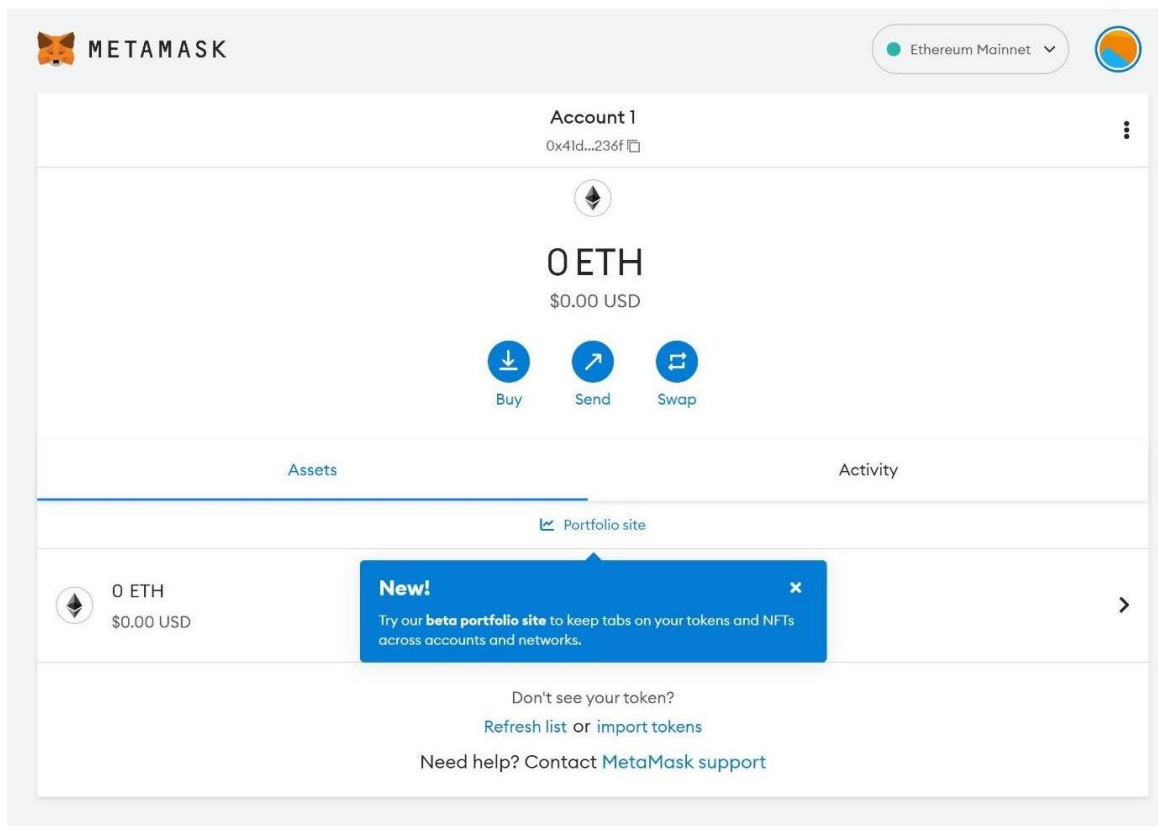 METAMASK
Ethereum Mainnet
Account 1
0x41d...236f
0 ETH
$0.00 USD
Buy Send Swap
Assets Activity
Portfolio site
0 ETH
$0.00 USD
New!
Try our beta portfolio site to keep tabs on your tokens and NFTs
across accounts and networks.
Don't see your token?
Refresh list or import tokens
Need help? Contact MetaMask support